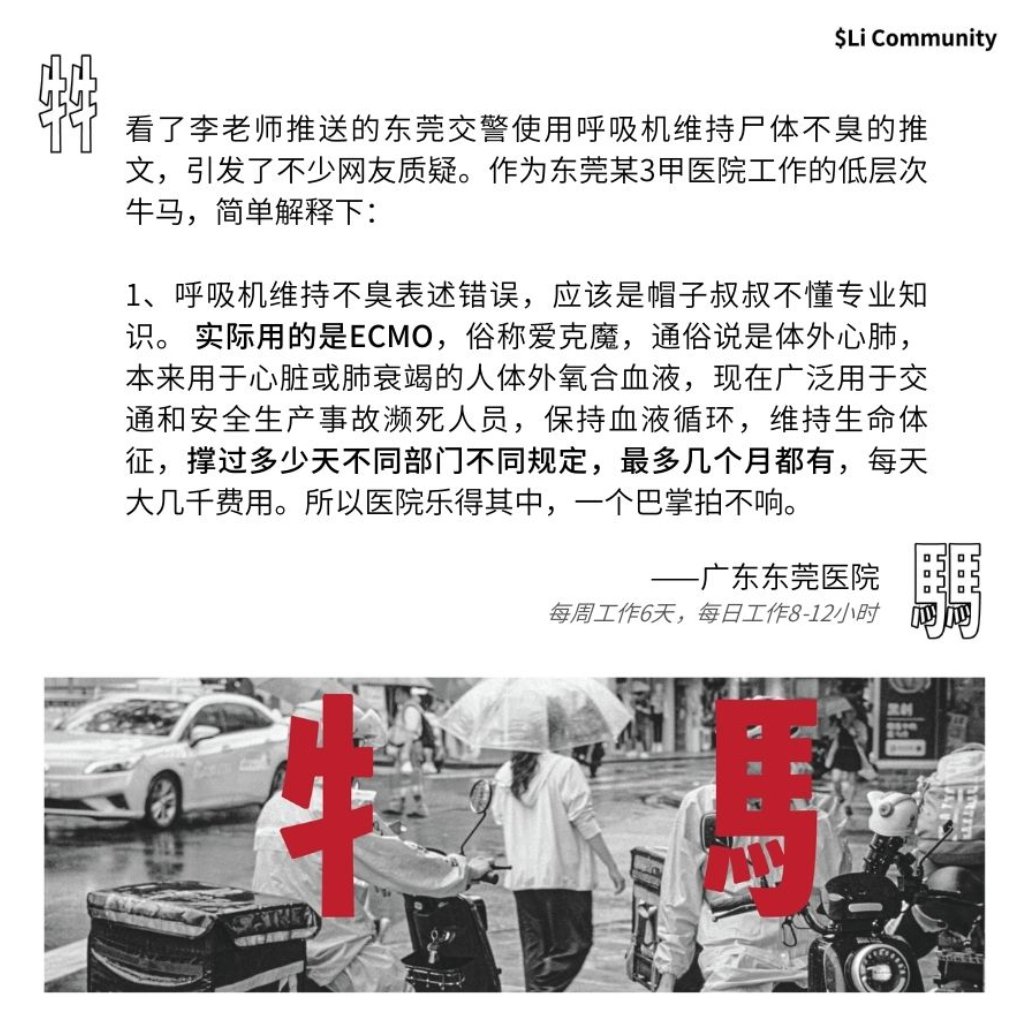 $Li Community
牛牛
看了李老师推送的东莞交警使用呼吸机维持尸体不臭的推
文，引发了不少网友质疑。作为东莞某3甲医院工作的低层次
牛马，简单解释下：
1、呼吸机维持不臭表述错误，应该是帽子叔叔不懂专业知
识。 实际用的是ECMO，俗称爱克魔，通俗说是体外心肺，
本来用于心脏或肺衰竭的人体外氧合血液，现在广泛用于交
通和安全生产事故濒死人员，保持血液循环，维持生命体
征，撑过多少天不同部门不同规定，最多几个月都有，每天
大几千费用。所以医院乐得其中，一个巴掌拍不响。
——广东东莞医院
每周工作6天，每日工作8-12小时
馬馬
牛 馬